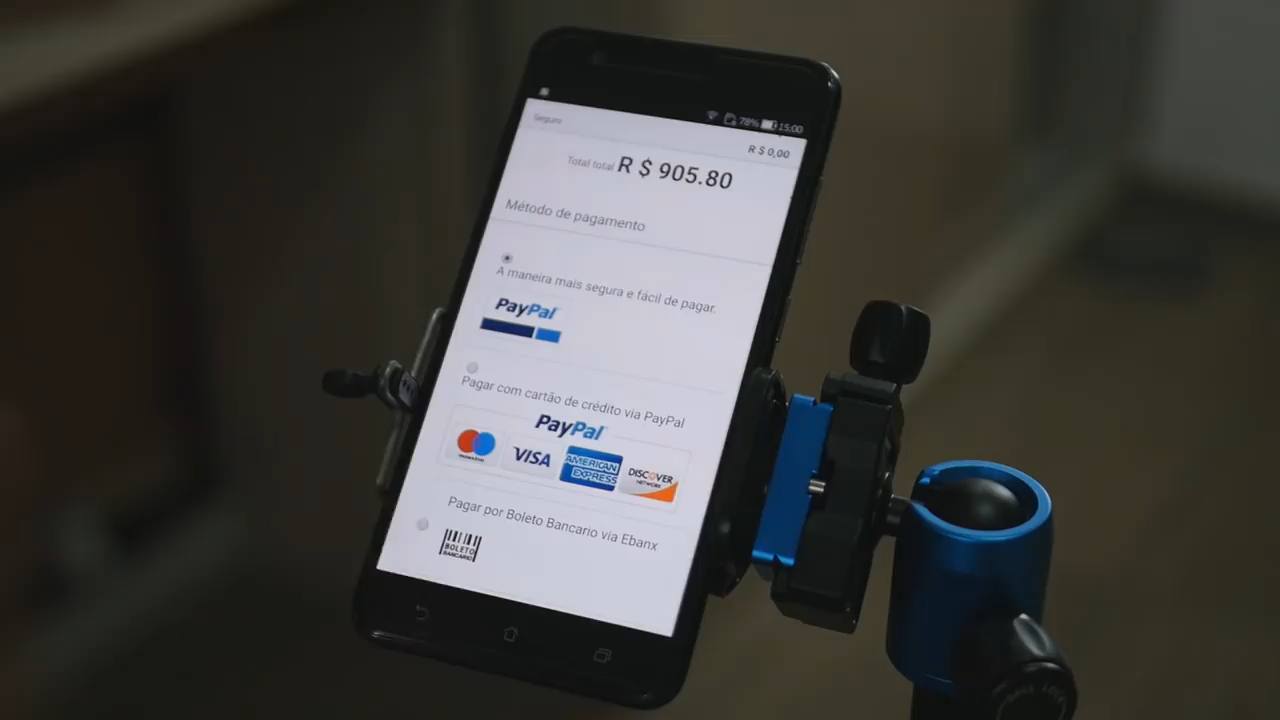 78% 15:00
Seguro
R $ 0,00
Total total R $ 905.80
Método de pagamento
A maneira mais segura e fácil de pagar.
PayPal
Pagar com cartão de crédito via PayPal
PayPal
VISA
AMERICAN EXPRESS
DISCOVER
NETWORK
Pagar por Boleto Bancario via Ebanx
BOLETO
BANCARIO